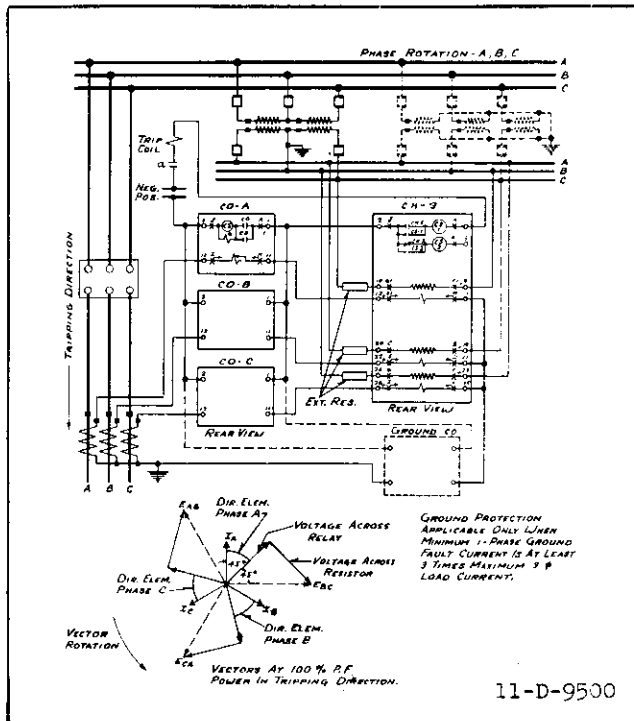 PHASE ROTATION-A,B,C
A
B
C
TRIP
COIL
a
NEG.
POS.
A
B
C
CO-A
CO-B
CO-C
REAR VIEW
EXT. RES.
REAR VIEW
GROUND CO
TRIPPING DIRECTION
A B C
EAB
DIR. ELEM.
PHASE A
IA
VOLTAGE ACROSS
RELAY
VOLTAGE ACROSS
RESISTOR
45°
45°
EBC
DIR. ELEM.
PHASE C
IC
IB
DIR. ELEM.
PHASE B
ECA
VECTOR
ROTATION
VECTORS AT 100 % P.F.
POWER IN TRIPPING DIRECTION.
GROUND PROTECTION
APPLICABLE ONLY WHEN
MINIMUM 1-PHASE GROUND
FAULT CURRENT IS AT LEAST
3 TIMES MAXIMUM 3 ϕ
LOAD CURRENT.
11-D-9500